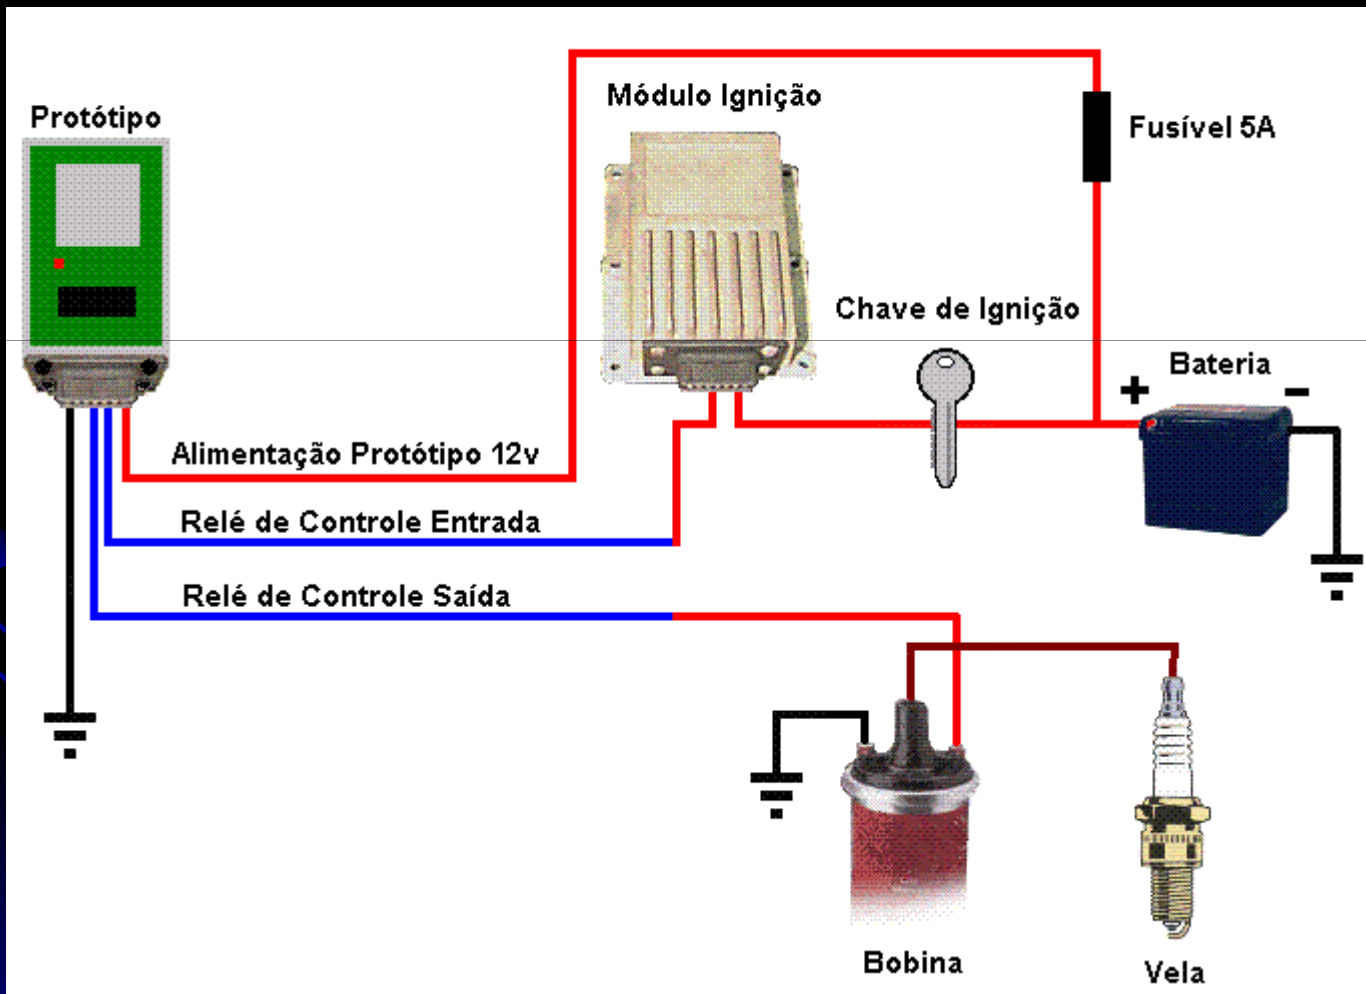 Protótipo
Módulo Ignição
Fusível 5A
Chave de Ignição
Bateria
+
-
Alimentação Protótipo 12v
Relé de Controle Entrada
Relé de Controle Saída
Bobina
Vela